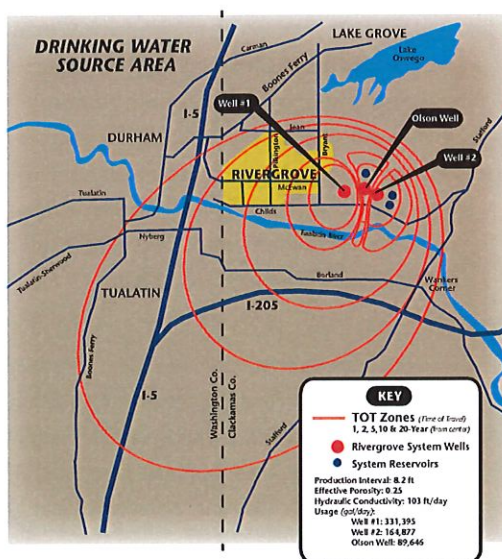 DRINKING WATER
SOURCE AREA
LAKE GROVE
Lake
Oswego
Carman
Boones Ferry
I-5
Stafford
Well #1
Olson Well
Well #2
DURHAM
Jean
Pilkington
Bryant
RIVERGROVE
McEwan
Childs
Tualatin
Tualatin River
Nyberg
Tualatin-Sherwood
TUALATIN
Borland
Wankers
Corner
I-205
Boones Ferry
I-5
Washington Co.
Clackamas Co.
Stafford
KEY
TOT Zones (Time of Travel)
1, 2, 5, 10 & 20-Year (from center)
Rivergrove System Wells
System Reservoirs
Production Interval: 8.2 ft
Effective Porosity: 0.25
Hydraulic Conductivity: 103 ft/day
Usage (gal/day):
Well #1: 331,395
Well #2: 164,877
Olson Well: 89,646